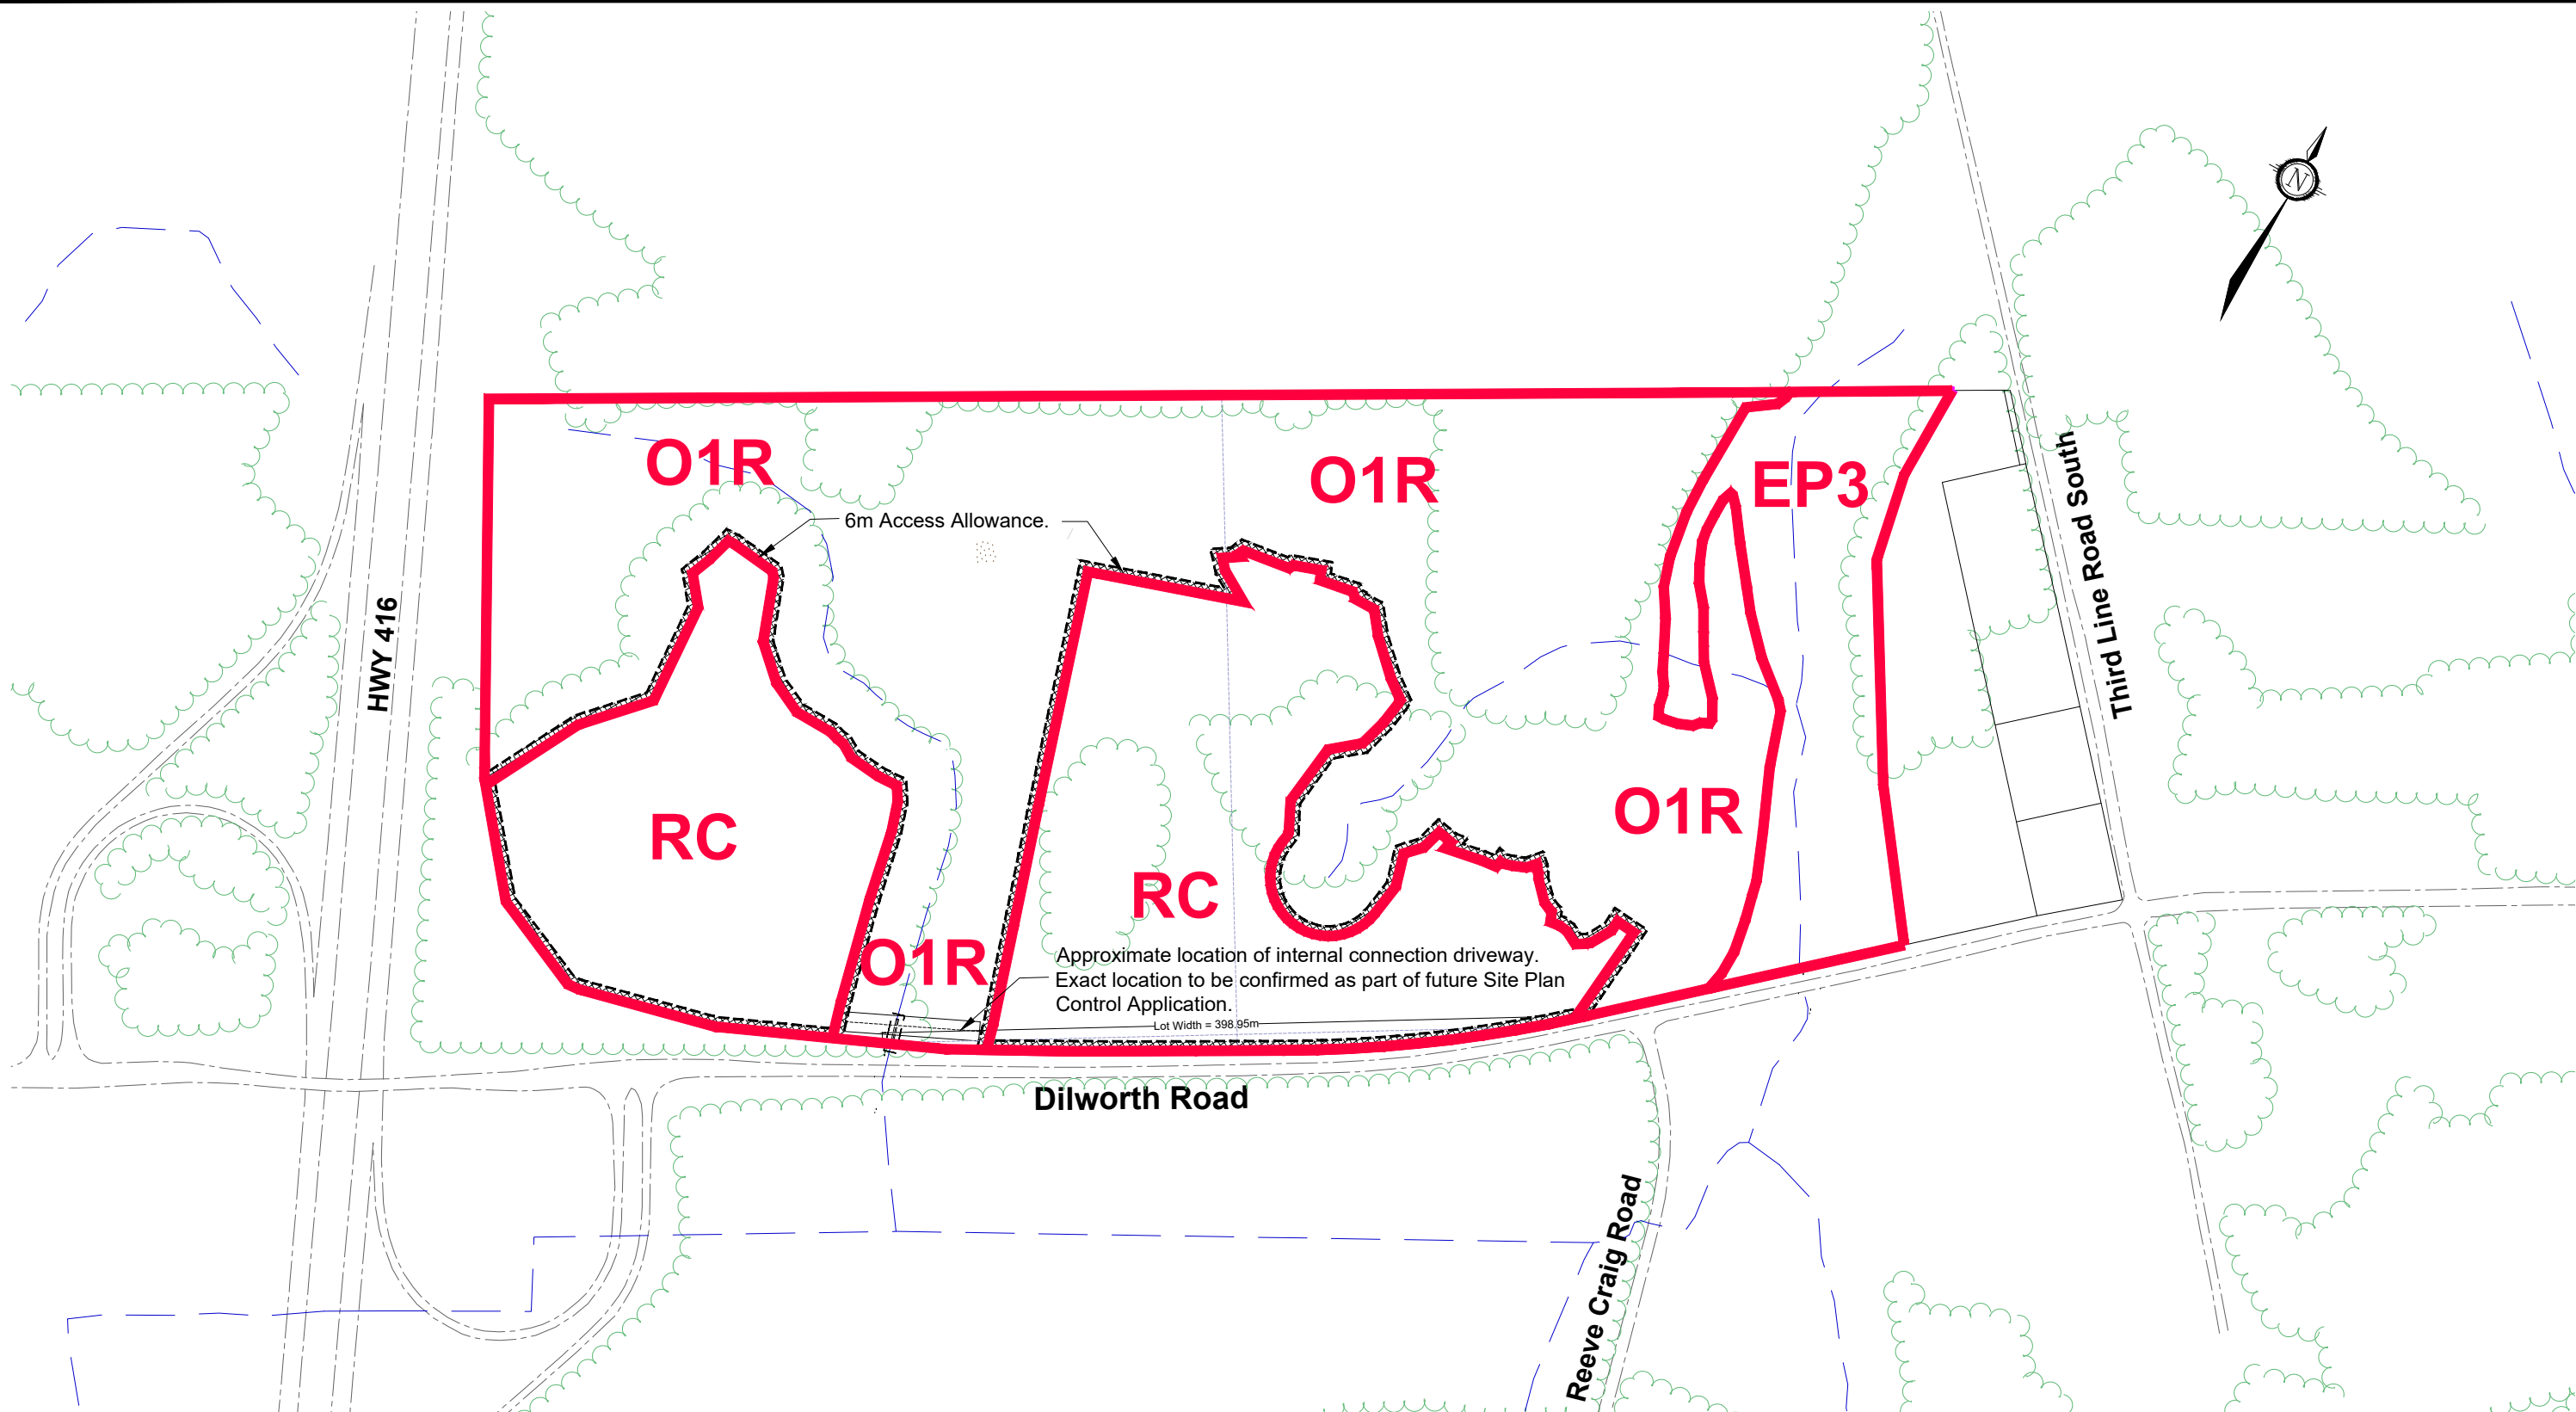 N
O1R
O1R
EP3
6m Access Allowance.
HWY 416
Third Line Road South
RC
O1R
RC
O1R
Approximate location of internal connection driveway.
Exact location to be confirmed as part of future Site Plan
Control Application.
Lot Width = 398.95m
Dilworth Road
Reeve Craig Road